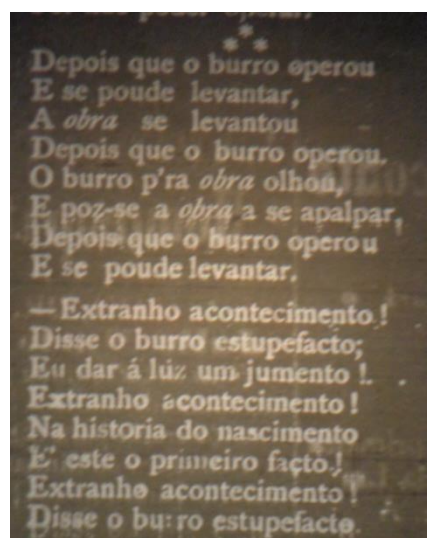 poder operar,
* * *
Depois que o burro operou
E se poude levantar,
A obra se levantou
Depois que o burro operou.
O burro p'ra obra olhou,
E poz-se a obra a se apalpar,
Depois que o burro operou
E se poude levantar.
— Extranho acontecimento!
Disse o burro estupefacto;
Eu dar á luz um jumento!
Extranho acontecimento!
Na historia do nascimento
E' este o primeiro facto!
Extranho acontecimento!
Disse o burro estupefacto.